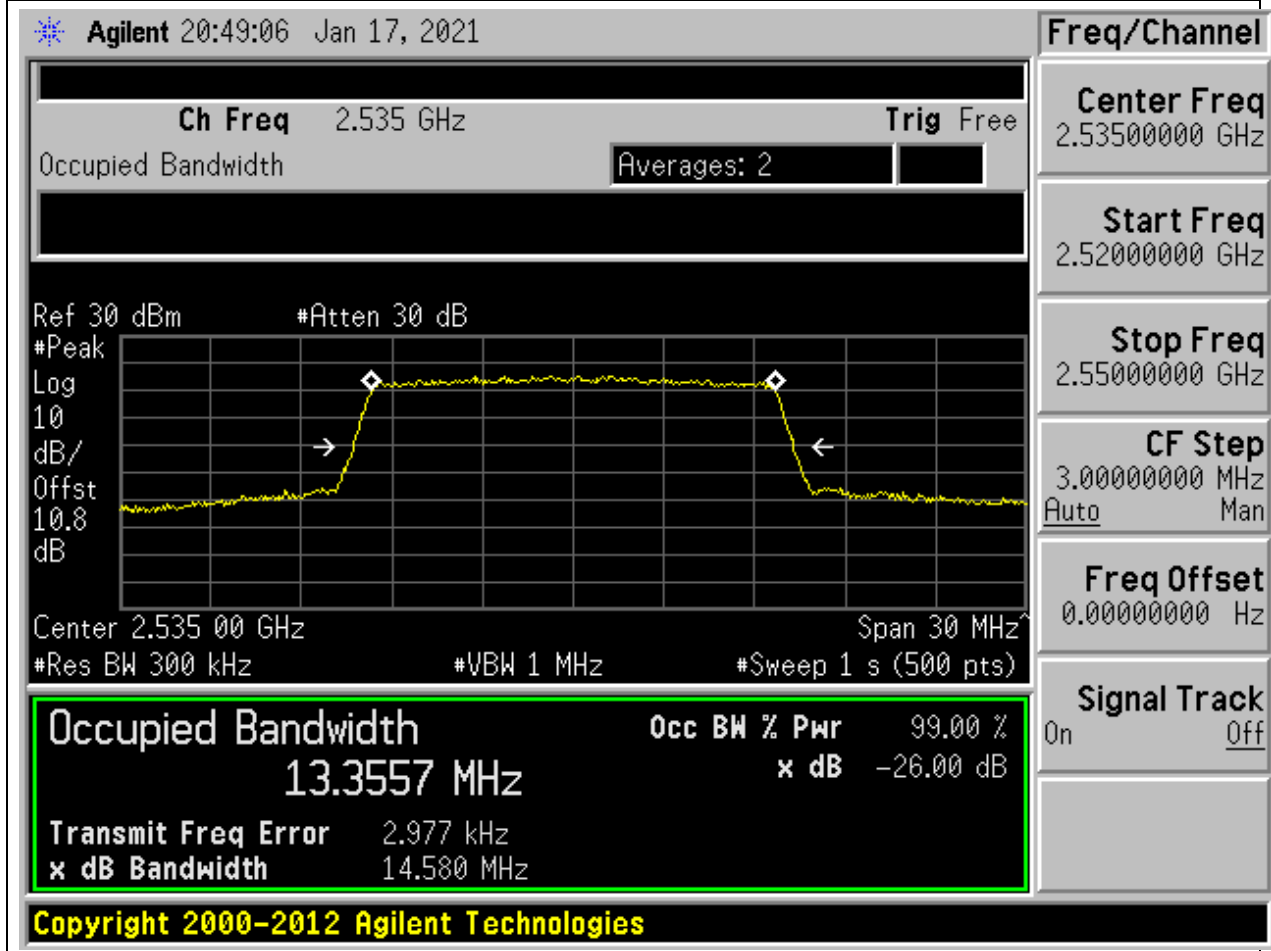 Agilent 20:49:06 Jan 17, 2021
Freq/Channel
Ch Freq 2.535 GHz Trig Free
Occupied Bandwidth Averages: 2
Ref 30 dBm #Atten 30 dB
#Peak
Log
10
dB/
Offst
10.8
dB
Center 2.535 00 GHz Span 30 MHz^
#Res BW 300 kHz #VBW 1 MHz #Sweep 1 s (500 pts)
Occupied Bandwidth Occ BW % Pwr 99.00 %
13.3557 MHz x dB -26.00 dB
Transmit Freq Error 2.977 kHz
x dB Bandwidth 14.580 MHz
Center Freq
2.53500000 GHz
Start Freq
2.52000000 GHz
Stop Freq
2.55000000 GHz
CF Step
3.00000000 MHz
Auto Man
Freq Offset
0.00000000 Hz
Signal Track
On Off
Copyright 2000-2012 Agilent Technologies